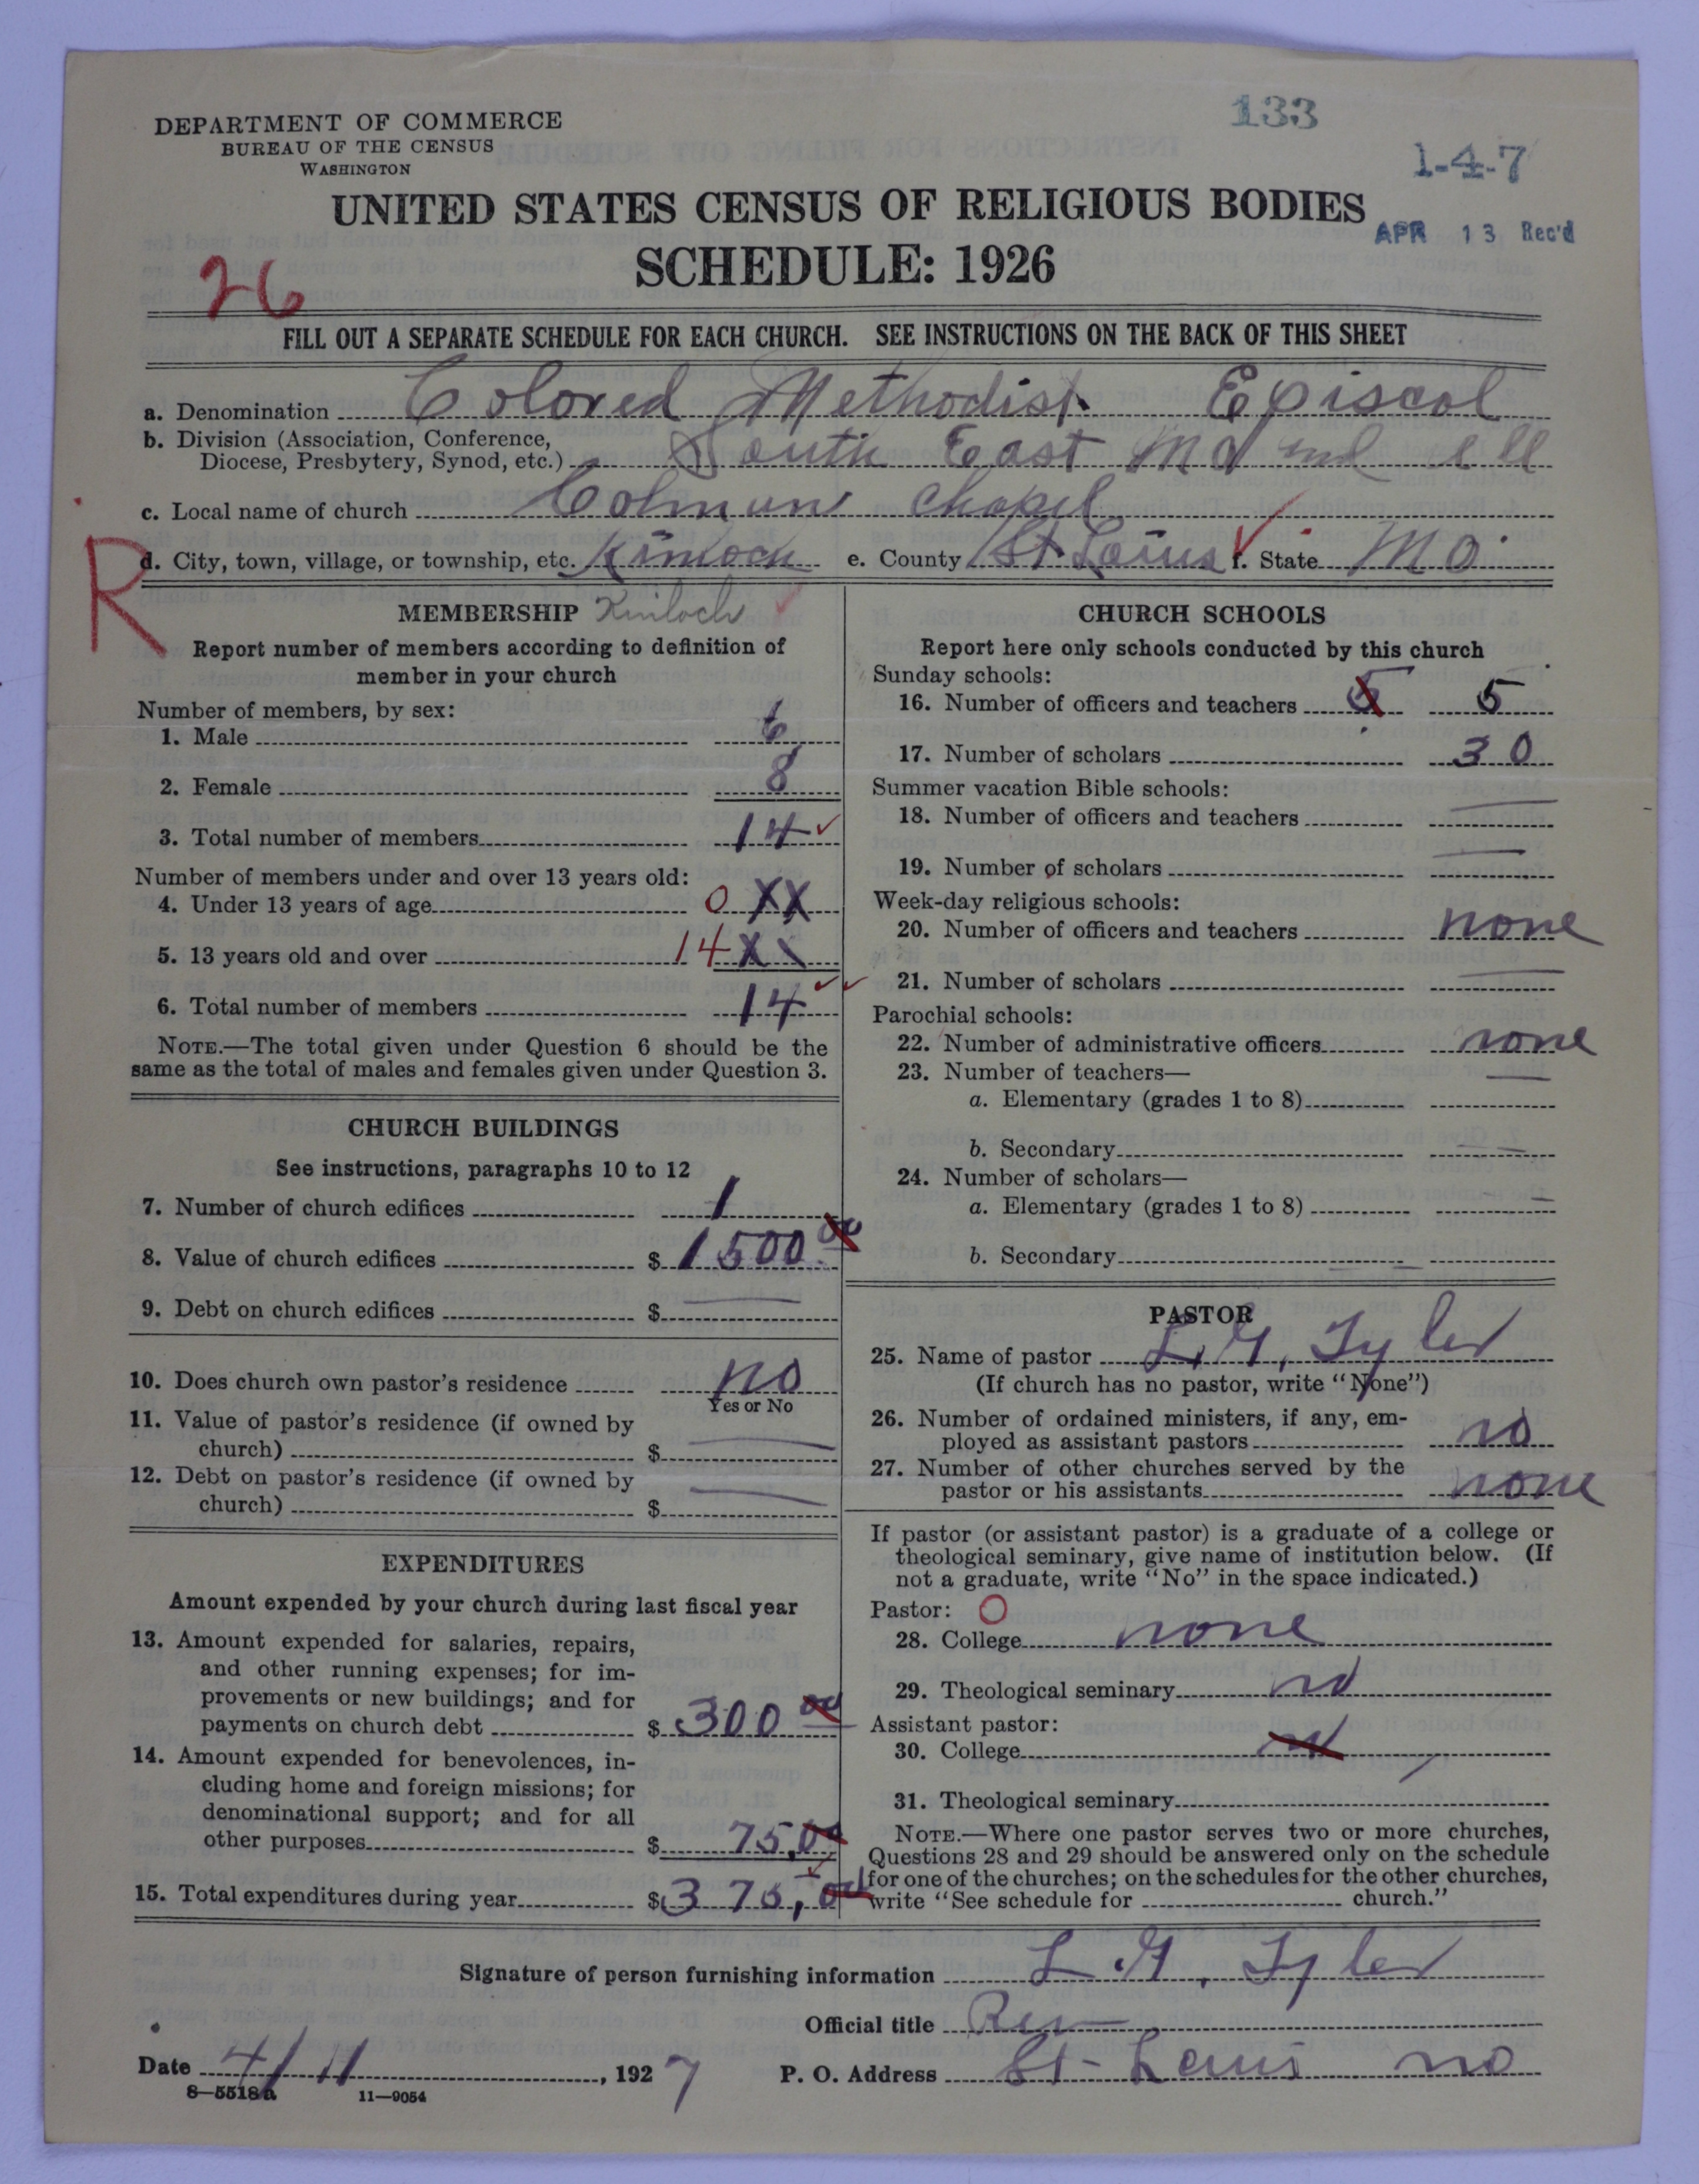 133
DEPARTMENT OF COMMERCE
BUREAU OF THE CENSUS
WASHINGTON
1-4-7
UNITED STATES CENSUS OF RELIGIOUS BODIES
APR 13 Rec'd
SCHEDULE: 1926
26
FILL OUT A SEPARATE SCHEDULE FOR EACH CHURCH. SEE INSTRUCTIONS ON THE BACK OF THIS SHEET
a. Denomination Colored Methodist Episcol
b. Division (Association, Conference,
Diocese, Presbytery, Synod, etc.) South East Mo and Ill
c. Local name of church Colman Chapel
R
d. City, town, village, or township, etc. Kinloch e. County St Louis f. State Mo.
MEMBERSHIP Kinloch
Report number of members according to definition of
member in your church
Number of members, by sex:
1. Male 6
2. Female 8
3. Total number of members 14
Number of members under and over 13 years old:
4. Under 13 years of age 0 XX
5. 13 years old and over 14 XX
6. Total number of members 14
NOTE.—The total given under Question 6 should be the
same as the total of males and females given under Question 3.
CHURCH BUILDINGS
See instructions, paragraphs 10 to 12
7. Number of church edifices 1
8. Value of church edifices $ 1500.00
9. Debt on church edifices $ —
10. Does church own pastor's residence no
Yes or No
11. Value of pastor's residence (if owned by
church) $ —
12. Debt on pastor's residence (if owned by
church) $ —
EXPENDITURES
Amount expended by your church during last fiscal year
13. Amount expended for salaries, repairs,
and other running expenses; for im-
provements or new buildings; and for
payments on church debt $ 300 00
14. Amount expended for benevolences, in-
cluding home and foreign missions; for
denominational support; and for all
other purposes $ 75.00
15. Total expenditures during year $ 375,00
CHURCH SCHOOLS
Report here only schools conducted by this church
Sunday schools:
16. Number of officers and teachers 5 5
17. Number of scholars 30
Summer vacation Bible schools:
18. Number of officers and teachers —
19. Number of scholars —
Week-day religious schools:
20. Number of officers and teachers none
21. Number of scholars —
Parochial schools:
22. Number of administrative officers none
23. Number of teachers— —
a. Elementary (grades 1 to 8)
b. Secondary —
24. Number of scholars—
a. Elementary (grades 1 to 8) —
b. Secondary —
PASTOR
25. Name of pastor L. G. Tyler
(If church has no pastor, write "None")
26. Number of ordained ministers, if any, em-
ployed as assistant pastors no
27. Number of other churches served by the
pastor or his assistants none
If pastor (or assistant pastor) is a graduate of a college or
theological seminary, give name of institution below. (If
not a graduate, write "No" in the space indicated.)
Pastor: O
28. College none
29. Theological seminary no
Assistant pastor:
30. College no
31. Theological seminary
NOTE.—Where one pastor serves two or more churches,
Questions 28 and 29 should be answered only on the schedule
for one of the churches; on the schedules for the other churches,
write "See schedule for church."
Signature of person furnishing information L. G. Tyler
Official title Rev
Date 4/11, 1927 P. O. Address St-Louis mo
8—5518a 11—9054